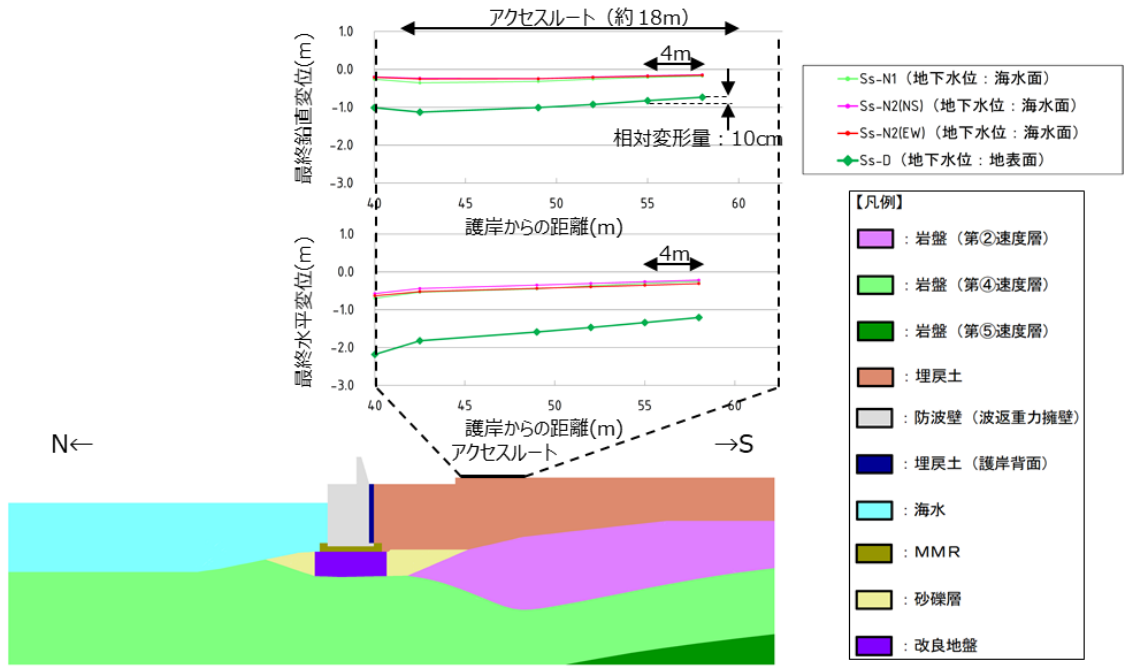 アクセスルート（約18m）
最終鉛直変位(m)
1.0
0.0
-1.0
-2.0
-3.0
4m
相対変形量：10cm
40
45
50
55
60
護岸からの距離(m)
最終水平変位(m)
1.0
0.0
-1.0
-2.0
-3.0
4m
40
45
50
55
60
護岸からの距離(m)
Ss-N1（地下水位：海水面）
Ss-N2(NS)（地下水位：海水面）
Ss-N2(EW)（地下水位：海水面）
Ss-D（地下水位：地表面）
【凡例】
：岩盤（第②速度層）
：岩盤（第④速度層）
：岩盤（第⑤速度層）
：埋戻土
：防波壁（波返重力擁壁）
：埋戻土（護岸背面）
：海水
：ＭＭＲ
：砂礫層
：改良地盤
N←
アクセスルート
→S